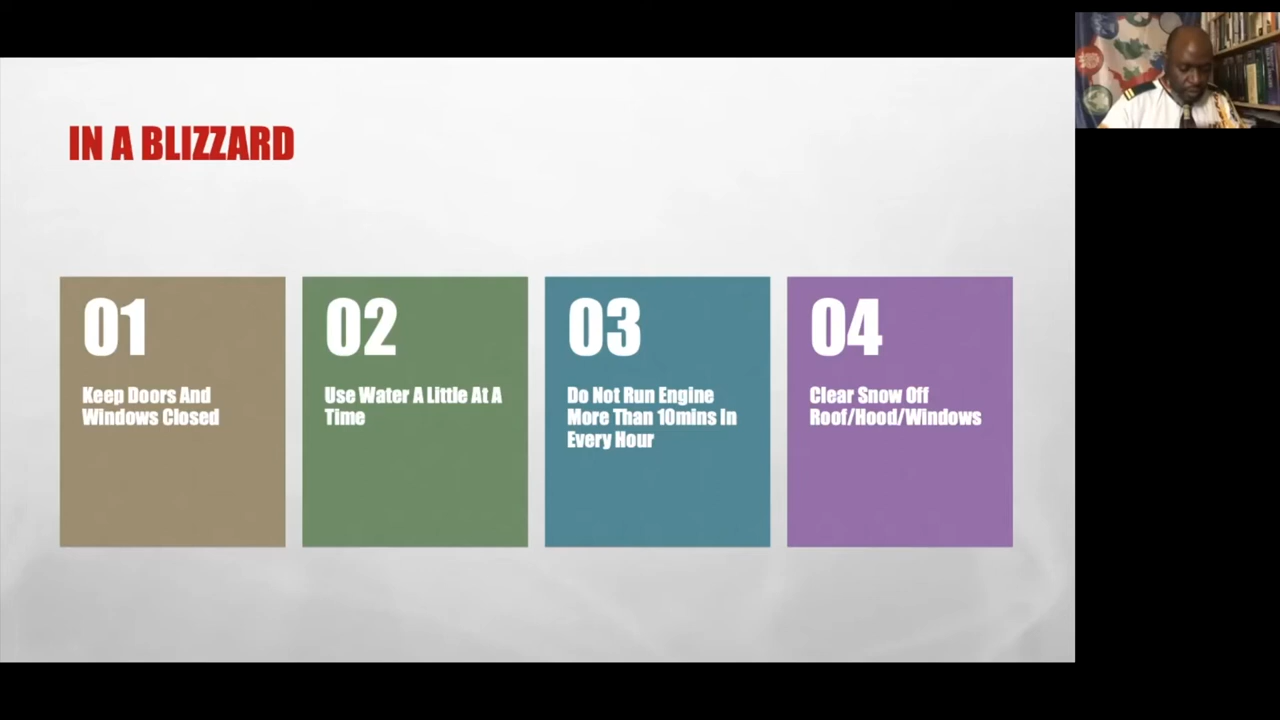 IN A BLIZZARD
01
Keep Doors And
Windows Closed
02
Use Water A Little At A
Time
03
Do Not Run Engine
More Than 10mins In
Every Hour
04
Clear Snow Off
Roof/Hood/Windows